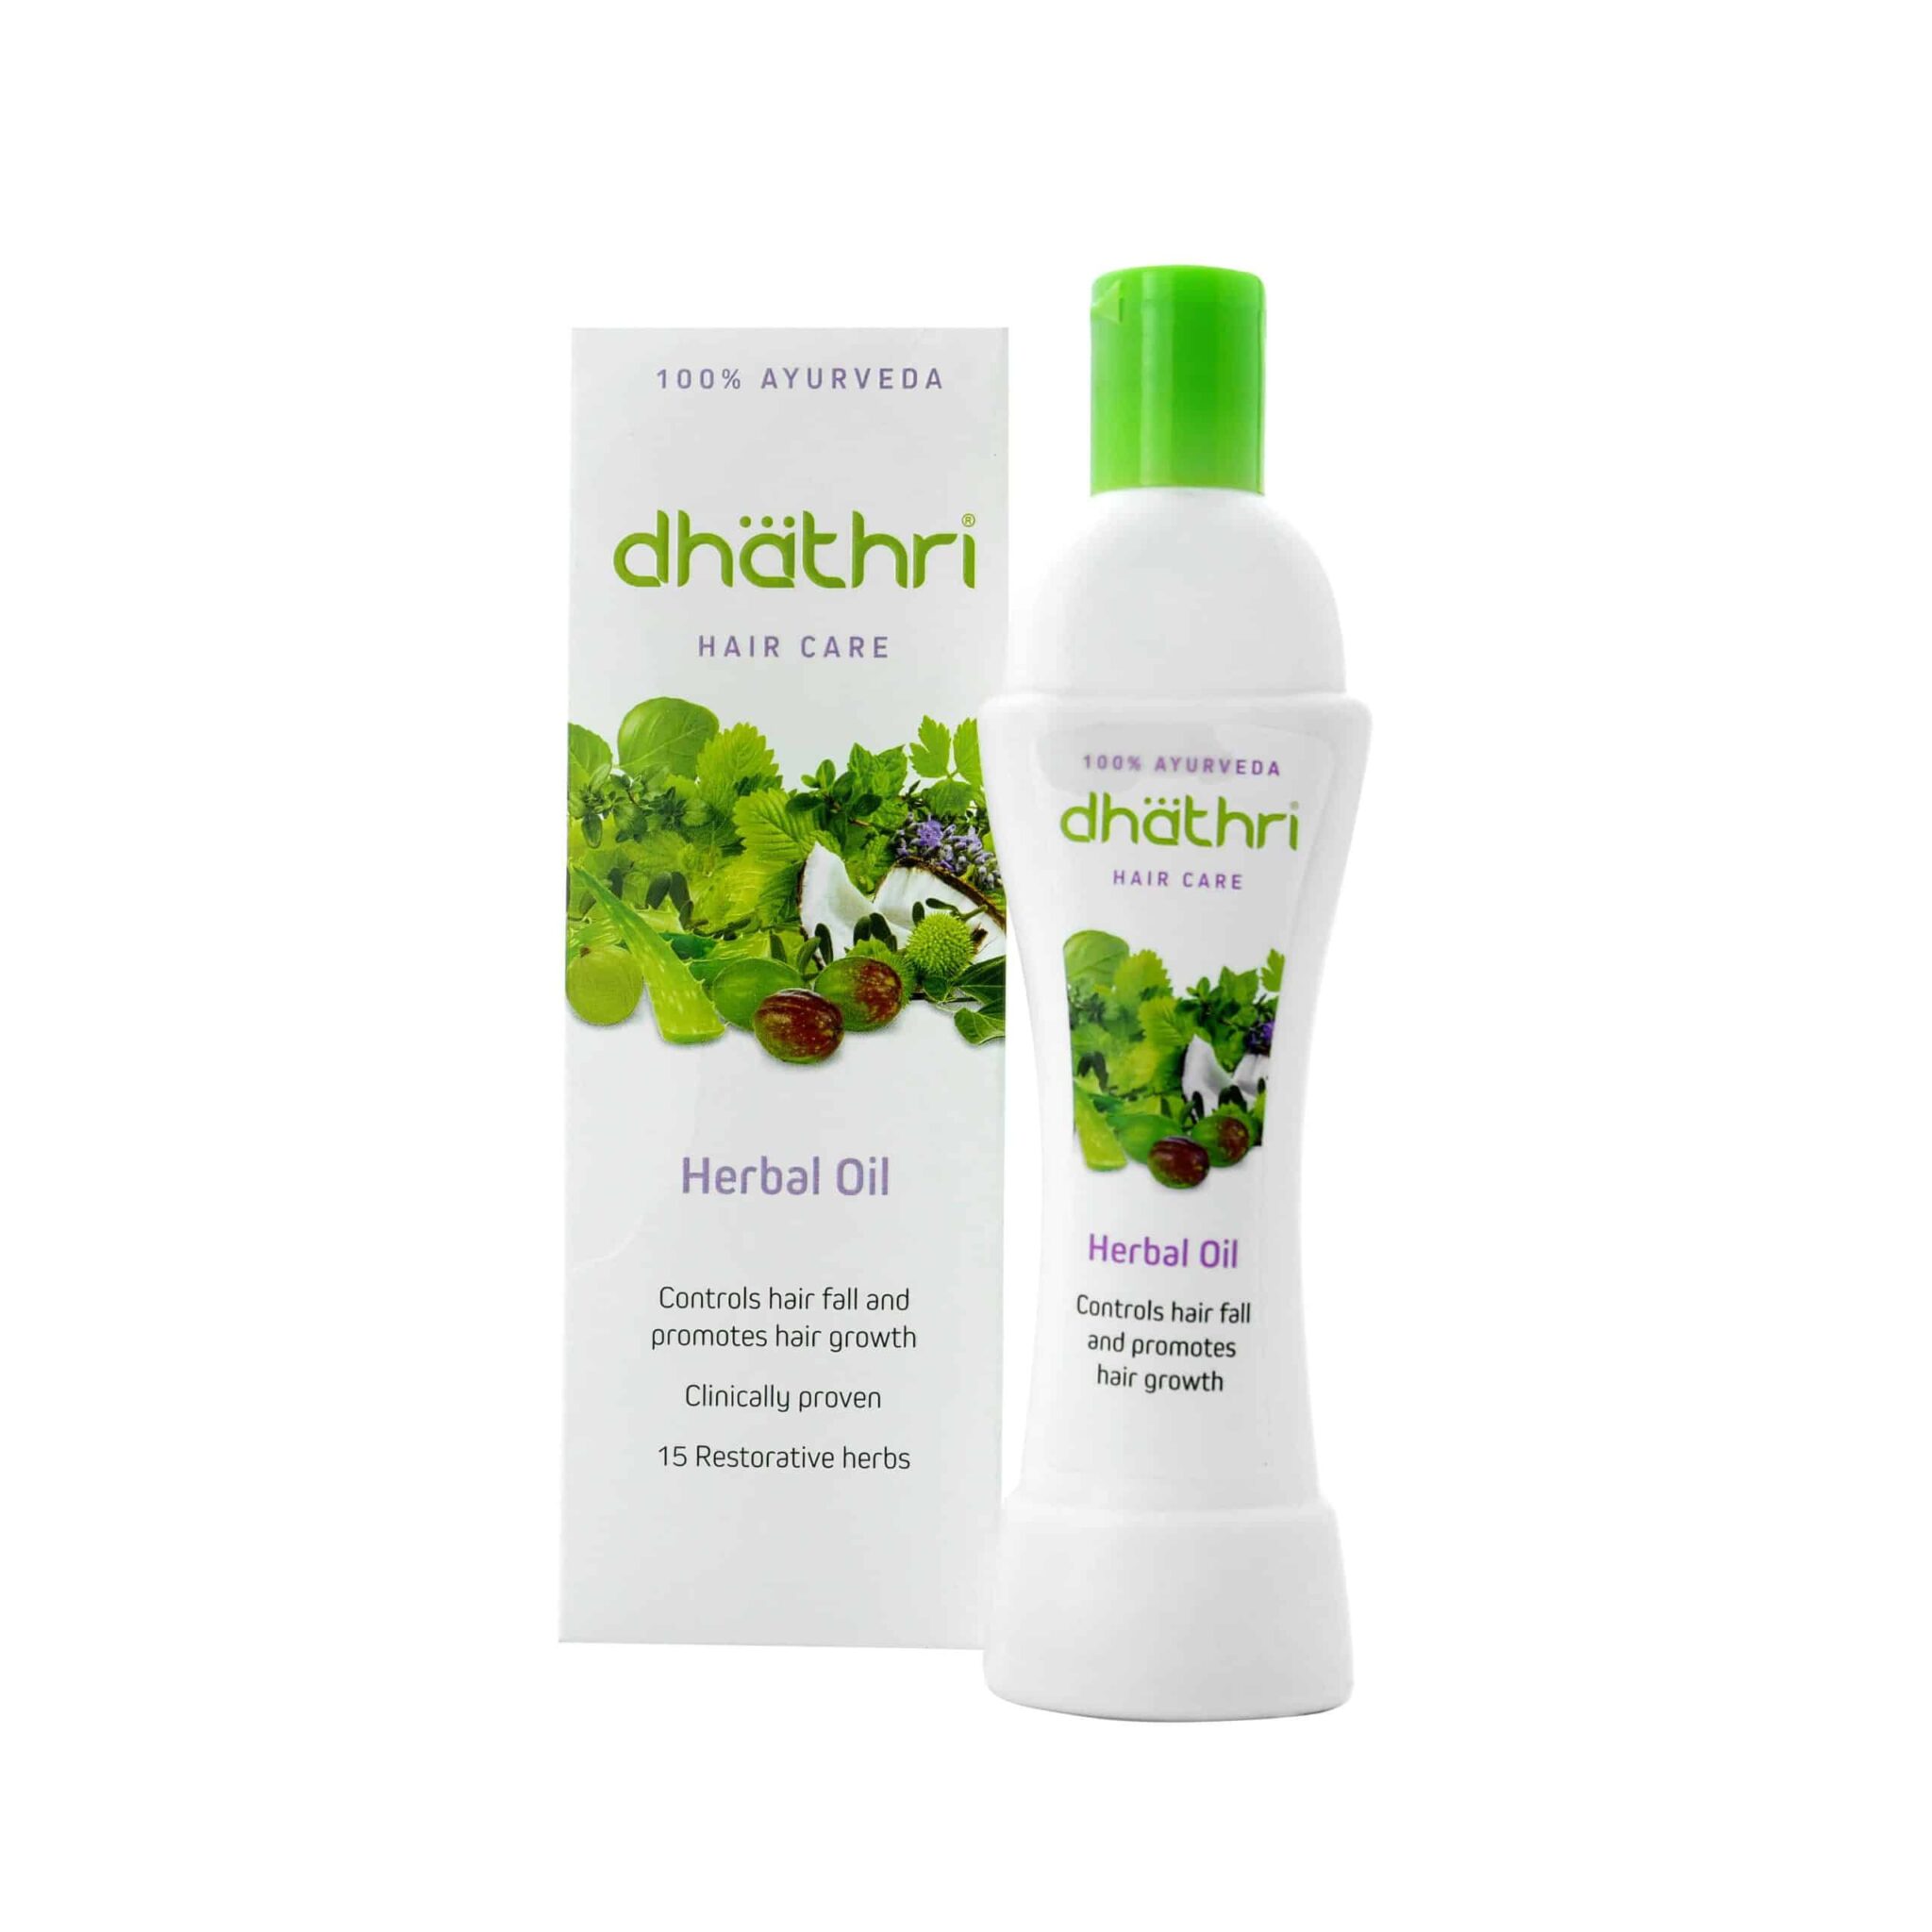 100% AYURVEDA
dhäthri®
HAIR CARE
Herbal Oil
Controls hair fall and
promotes hair growth
Clinically proven
15 Restorative herbs
100% AYURVEDA
dhäthri®
HAIR CARE
Herbal Oil
Controls hair fall
and promotes
hair growth